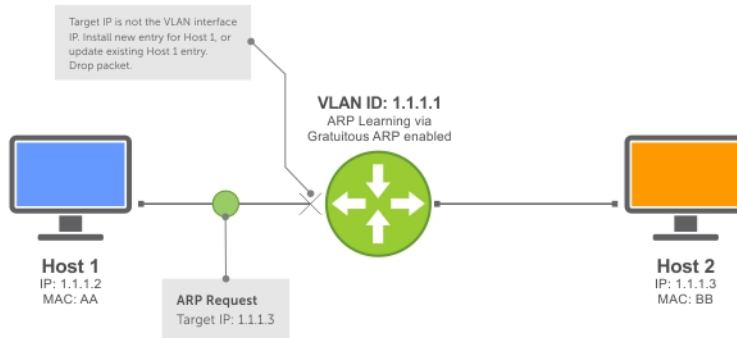 Target IP is not the VLAN interface
IP. Install new entry for Host 1, or
update existing Host 1 entry.
Drop packet.
VLAN ID: 1.1.1.1
ARP Learning via
Gratuitous ARP enabled
Host 1
IP: 1.1.1.2
MAC: AA
ARP Request
Target IP: 1.1.1.3
Host 2
IP: 1.1.1.3
MAC: BB